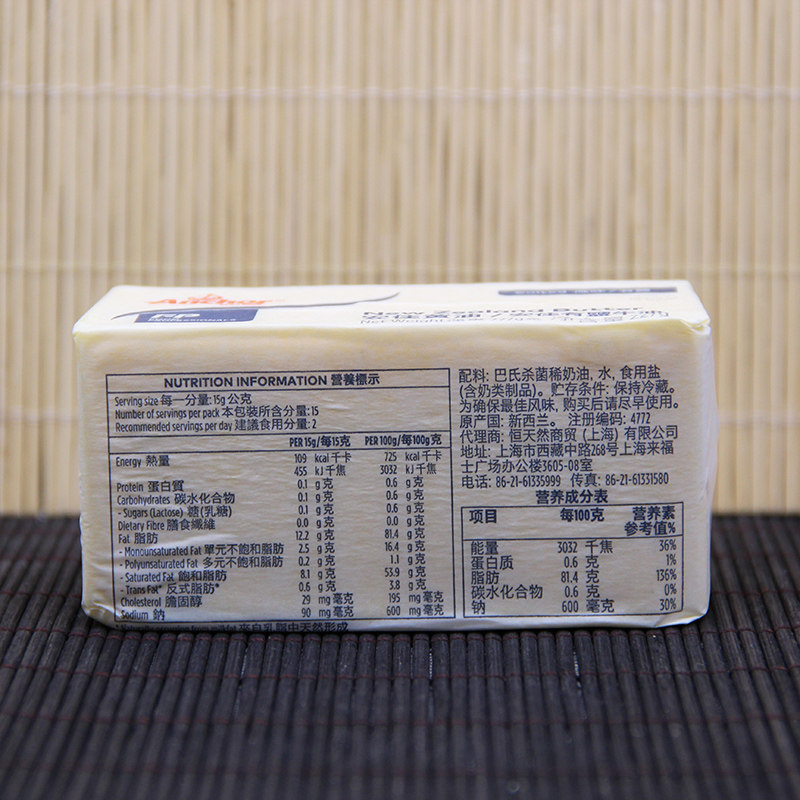 Anchor
New Zealand Butter
NUTRITION INFORMATION 營養標示
Serving size 每一分量: 15g 公克
Number of servings per pack 本包裝所含分量: 15
Recommended servings per day 建議食用分量: 2
PER 15g/每15克 PER 100g/每100g克
Energy 熱量 109 kcal 千卡 725 kcal 千卡
455 kJ 千焦 3032 kJ 千焦
Protein 蛋白質 0.1 g 克 0.6 g 克
Carbohydrates 碳水化合物 0.1 g 克 0.6 g 克
- Sugars (Lactose) 糖(乳糖) 0.1 g 克 0.6 g 克
Dietary Fibre 膳食纖維 0.0 g 克 0.0 g 克
Fat 脂肪 12.2 g 克 81.4 g 克
- Monounsaturated Fat 單元不飽和脂肪 2.5 g 克 16.4 g 克
- Polyunsaturated Fat 多元不飽和脂肪 0.2 g 克 1.1 g 克
- Saturated Fat 飽和脂肪 8.1 g 克 53.9 g 克
- Trans Fat* 反式脂肪* 0.6 g 克 3.8 g 克
Cholesterol 膽固醇 29 mg 毫克 195 mg 毫克
Sodium 鈉 90 mg 毫克 600 mg 毫克
來自乳脂中天然形成
配料: 巴氏杀菌稀奶油, 水, 食用盐
(含奶类制品)。贮存条件: 保持冷藏。
为确保最佳风味, 购买后请尽早使用。
原产国: 新西兰。 注册编码: 4772
代理商: 恒天然商贸 (上海) 有限公司
地址: 上海市西藏中路268号上海来福
士广场办公楼3605-08室
电话: 86-21-61335999 传真: 86-21-61331580
营养成分表
项目 每100克 营养素
参考值%
能量 3032 千焦 36%
蛋白质 0.6 克 1%
脂肪 81.4 克 136%
碳水化合物 0.6 克 0%
钠 600 毫克 30%